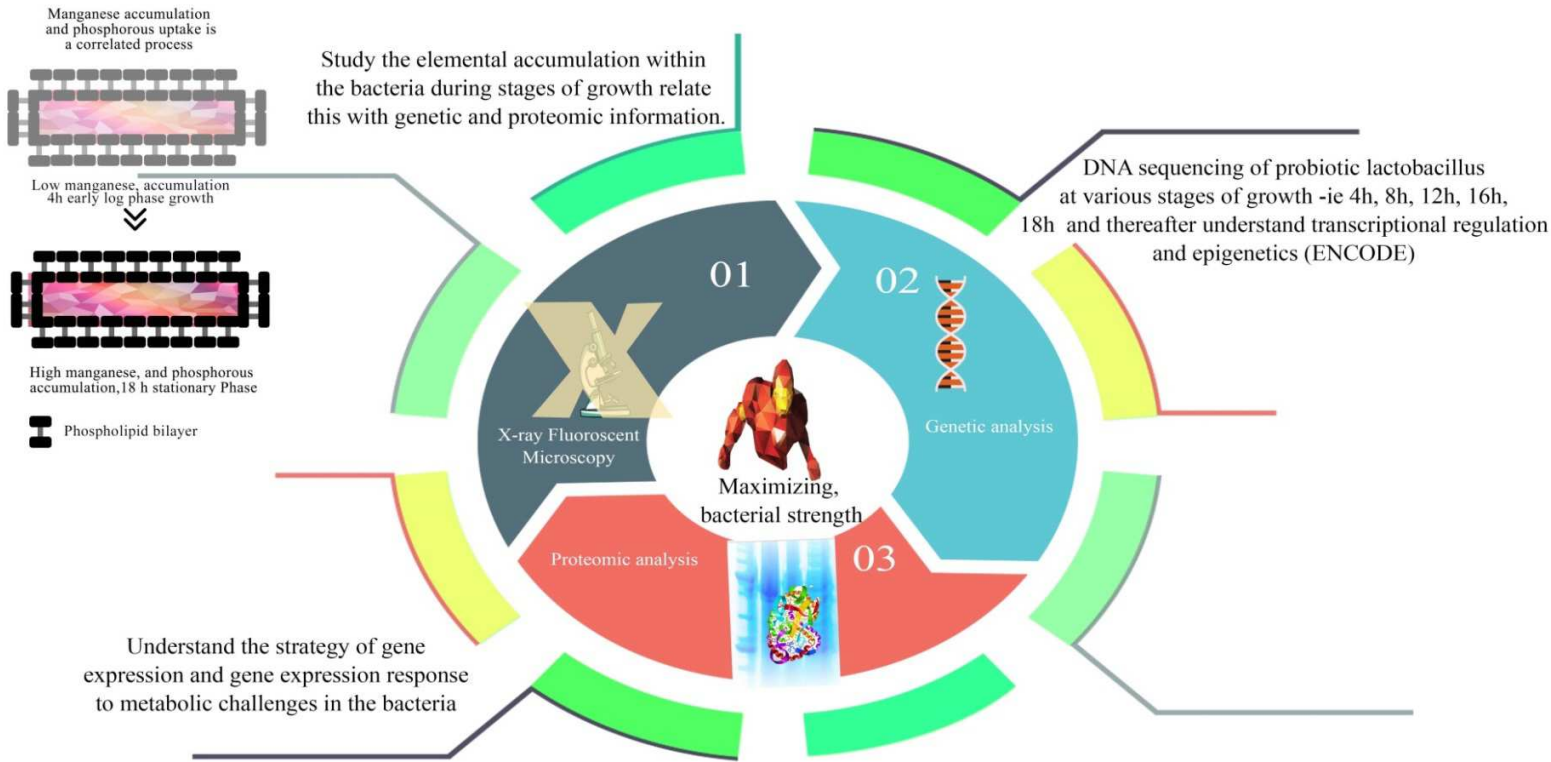 Manganese accumulation
and phosphorous uptake is
a correlated process
Low manganese, accumulation
4h early log phase growth
High manganese, and phosphorous
accumulation,18 h stationary Phase
Phospholipid bilayer
Study the elemental accumulation within
the bacteria during stages of growth relate
this with genetic and proteomic information.
DNA sequencing of probiotic lactobacillus
at various stages of growth -ie 4h, 8h, 12h, 16h,
18h and thereafter understand transcriptional regulation
and epigenetics (ENCODE)
01
X
X-ray Fluoroscent
Microscopy
02
Genetic analysis
Maximizing,
bacterial strength
03
Proteomic analysis
Understand the strategy of gene
expression and gene expression response
to metabolic challenges in the bacteria